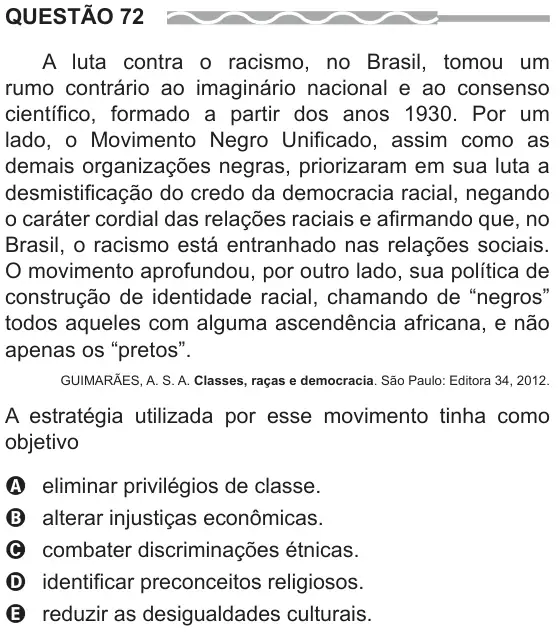 QUESTÃO 72
A luta contra o racismo, no Brasil, tomou um
rumo contrário ao imaginário nacional e ao consenso
científico, formado a partir dos anos 1930. Por um
lado, o Movimento Negro Unificado, assim como as
demais organizações negras, priorizaram em sua luta a
desmistificação do credo da democracia racial, negando
o caráter cordial das relações raciais e afirmando que, no
Brasil, o racismo está entranhado nas relações sociais.
O movimento aprofundou, por outro lado, sua política de
construção de identidade racial, chamando de “negros”
todos aqueles com alguma ascendência africana, e não
apenas os “pretos”.
GUIMARÃES, A. S. A. Classes, raças e democracia. São Paulo: Editora 34, 2012.
A estratégia utilizada por esse movimento tinha como
objetivo
A eliminar privilégios de classe.
B alterar injustiças econômicas.
C combater discriminações étnicas.
D identificar preconceitos religiosos.
E reduzir as desigualdades culturais.